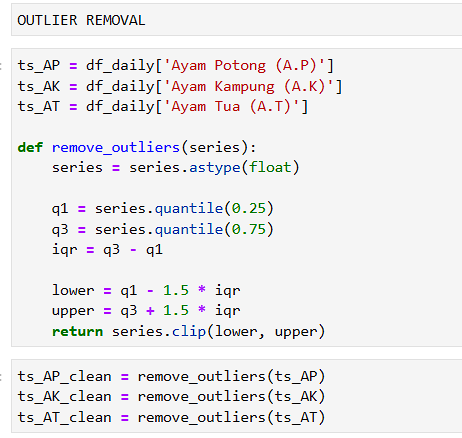 OUTLIER REMOVAL
ts_AP = df_daily['Ayam Potong (A.P)']
ts_AK = df_daily['Ayam Kampung (A.K)']
ts_AT = df_daily['Ayam Tua (A.T)']
def remove_outliers(series):
    series = series.astype(float)
    q1 = series.quantile(0.25)
    q3 = series.quantile(0.75)
    iqr = q3 - q1
    lower = q1 - 1.5 * iqr
    upper = q3 + 1.5 * iqr
    return series.clip(lower, upper)
ts_AP_clean = remove_outliers(ts_AP)
ts_AK_clean = remove_outliers(ts_AK)
ts_AT_clean = remove_outliers(ts_AT)